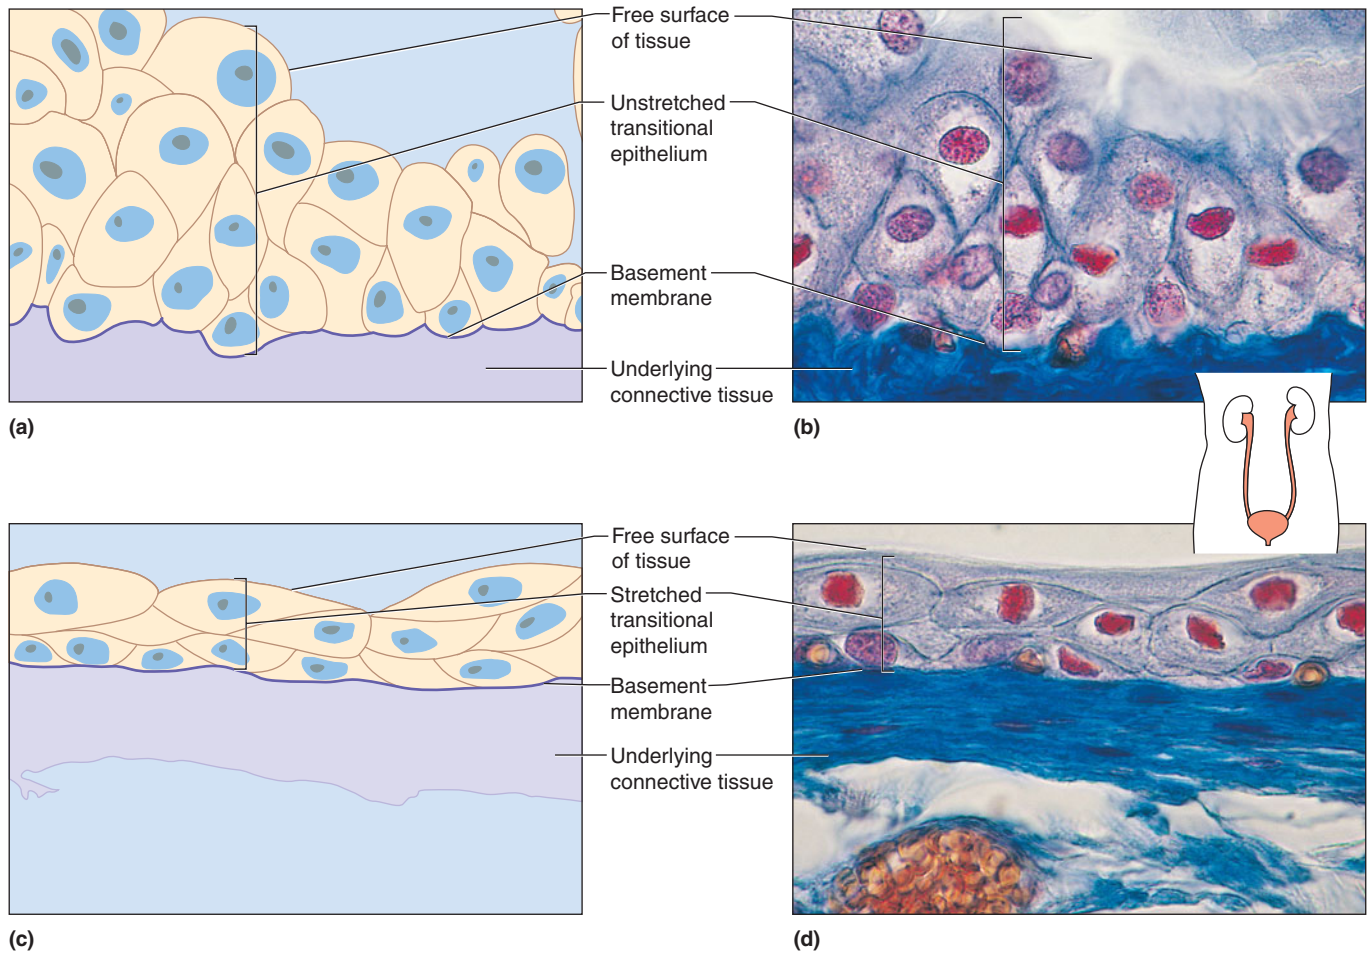 Free surface
of tissue
Unstretched
transitional
epithelium
Basement
membrane
Underlying
connective tissue
(a)
(b)
Free surface
of tissue
Stretched
transitional
epithelium
Basement
membrane
Underlying
connective tissue
(c)
(d)